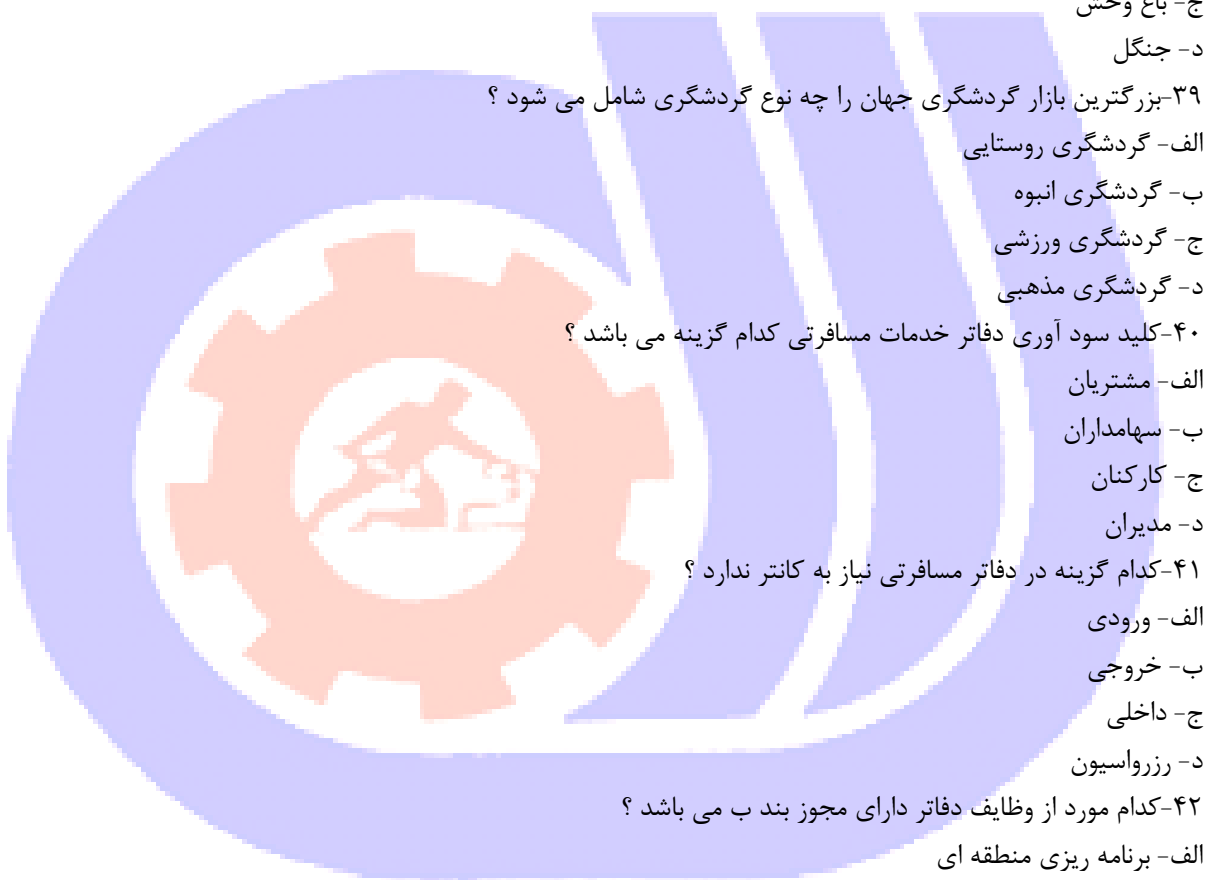 ج- باغ وحش
د- جنگل
۳۹-بزرگترین بازار گردشگری جهان را چه نوع گردشگری شامل می شود ؟
الف- گردشگری روستایی
ب- گردشگری انبوه
ج- گردشگری ورزشی
د- گردشگری مذهبی
۴۰-کلید سود آوری دفاتر خدمات مسافرتی کدام گزینه می باشد ؟
الف- مشتریان
ب- سهامداران
ج- کارکنان
د- مدیران
۴۱-کدام گزینه در دفاتر مسافرتی نیاز به کانتر ندارد ؟
الف- ورودی
ب- خروجی
ج- داخلی
د- رزرواسیون
۴۲-کدام مورد از وظایف دفاتر دارای مجوز بند ب می باشد ؟
الف- برنامه ریزی منطقه ای